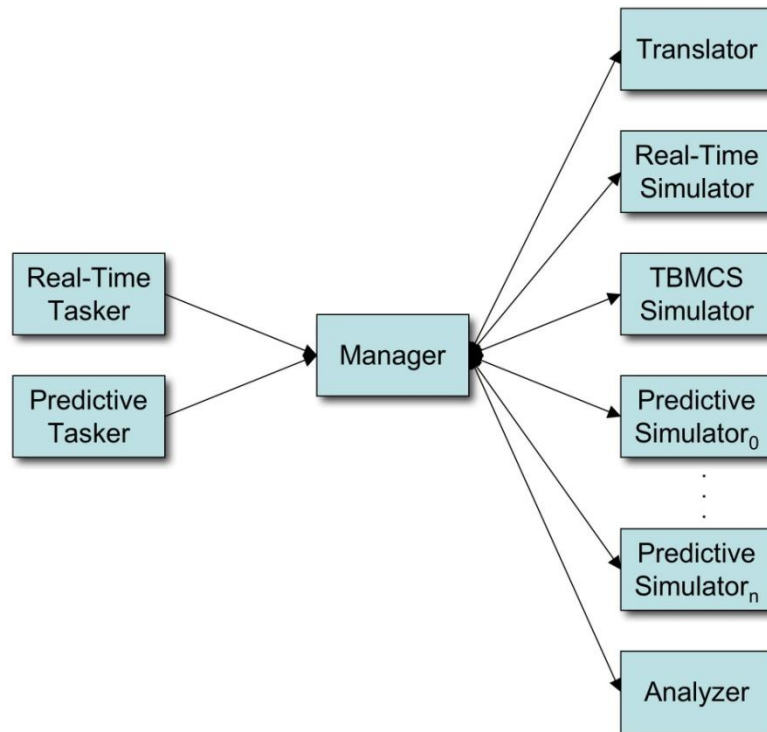 Translator
Real-Time
Simulator
Real-Time
Tasker
TBMCS
Simulator
Manager
Predictive
Tasker
Predictive
Simulator₀
Predictive
Simulatorₙ
Analyzer